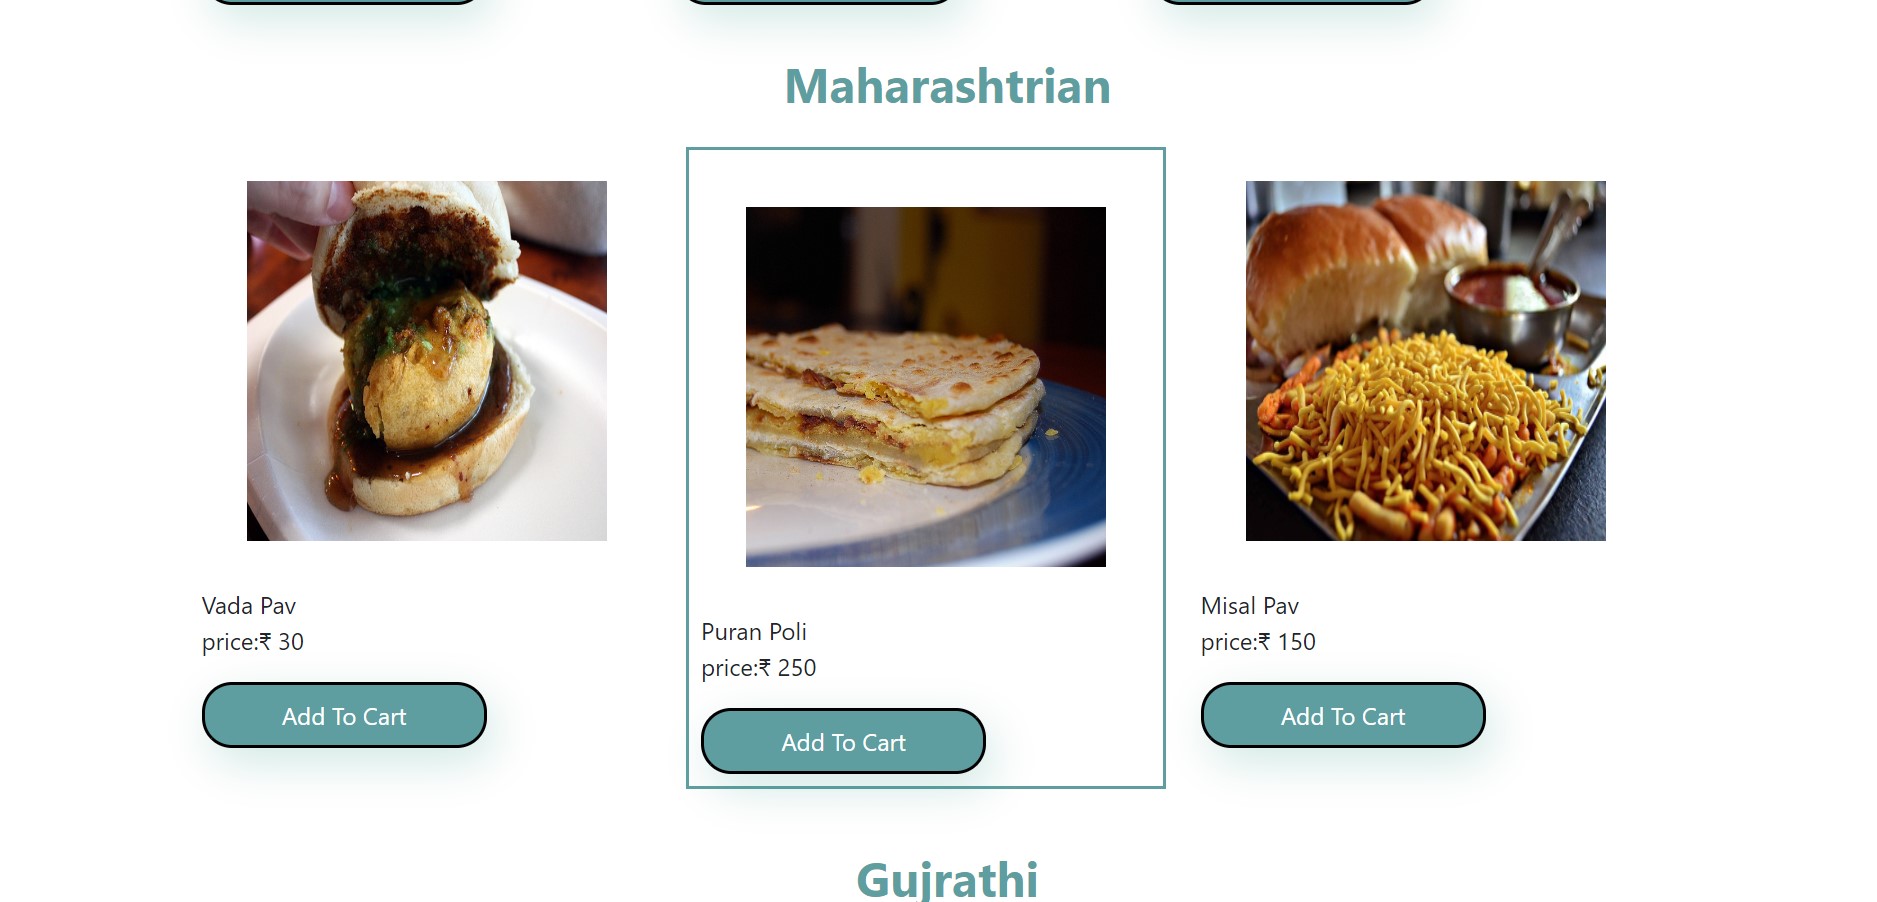 Maharashtrian
Vada Pav
price:₹ 30
Add To Cart
Puran Poli
price:₹ 250
Add To Cart
Misal Pav
price:₹ 150
Add To Cart
Gujrathi